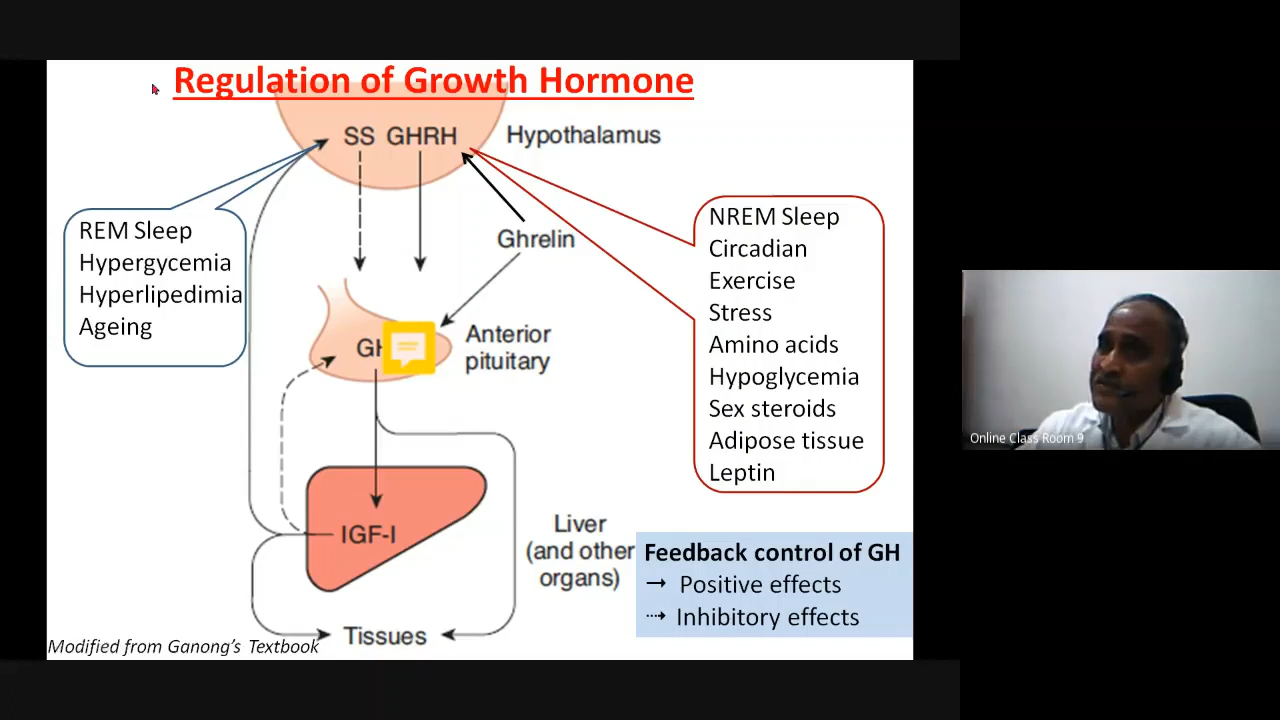 Regulation of Growth Hormone
SS GHRH
Hypothalamus
REM Sleep
Hypergycemia
Hyperlipedimia
Ageing
Ghrelin
NREM Sleep
Circadian
Exercise
Stress
Amino acids
Hypoglycemia
Sex steroids
Adipose tissue
Leptin
GH
Anterior
pituitary
IGF-I
Liver
(and other
organs)
Tissues
Feedback control of GH
→ Positive effects
⇢ Inhibitory effects
Modified from Ganong's Textbook
Online Class Room 9